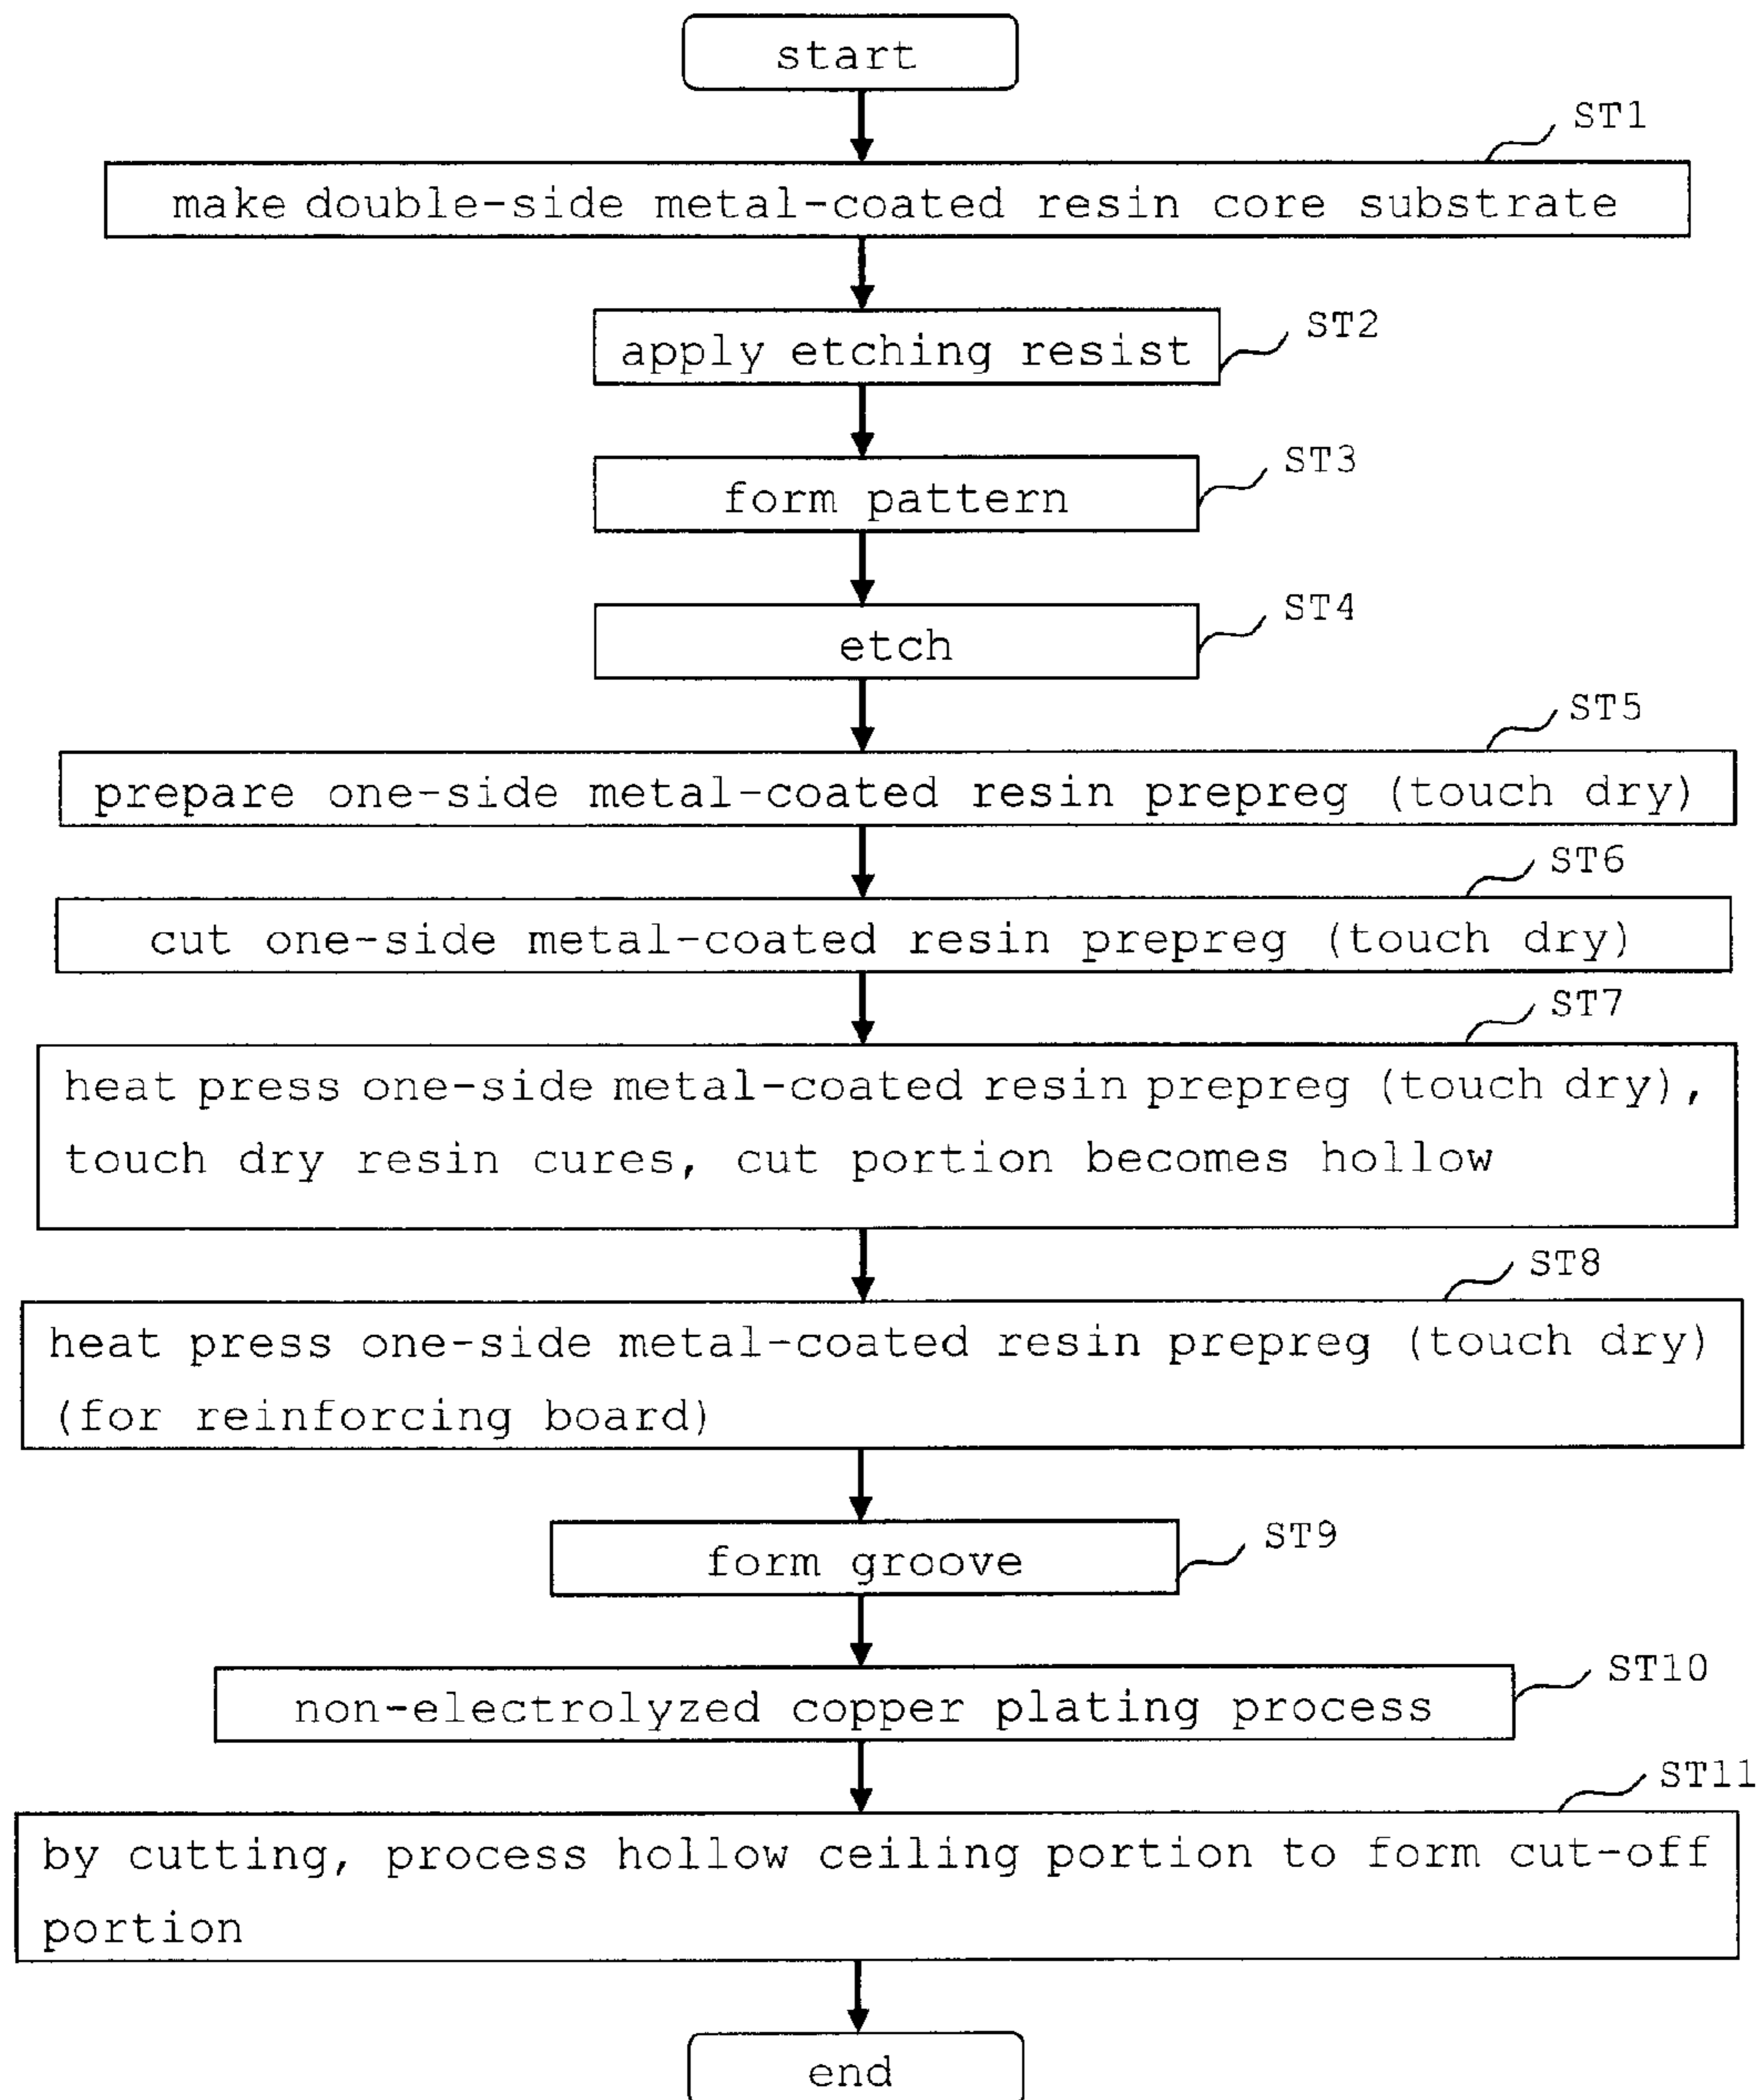 start
ST1
make double-side metal-coated resin core substrate
ST2
apply etching resist
ST3
form pattern
ST4
etch
ST5
prepare one-side metal-coated resin prepreg (touch dry)
ST6
cut one-side metal-coated resin prepreg (touch dry)
ST7
heat press one-side metal-coated resin prepreg (touch dry),
touch dry resin cures, cut portion becomes hollow
ST8
heat press one-side metal-coated resin prepreg (touch dry)
(for reinforcing board)
ST9
form groove
ST10
non-electrolyzed copper plating process
ST11
by cutting, process hollow ceiling portion to form cut-off
portion
end